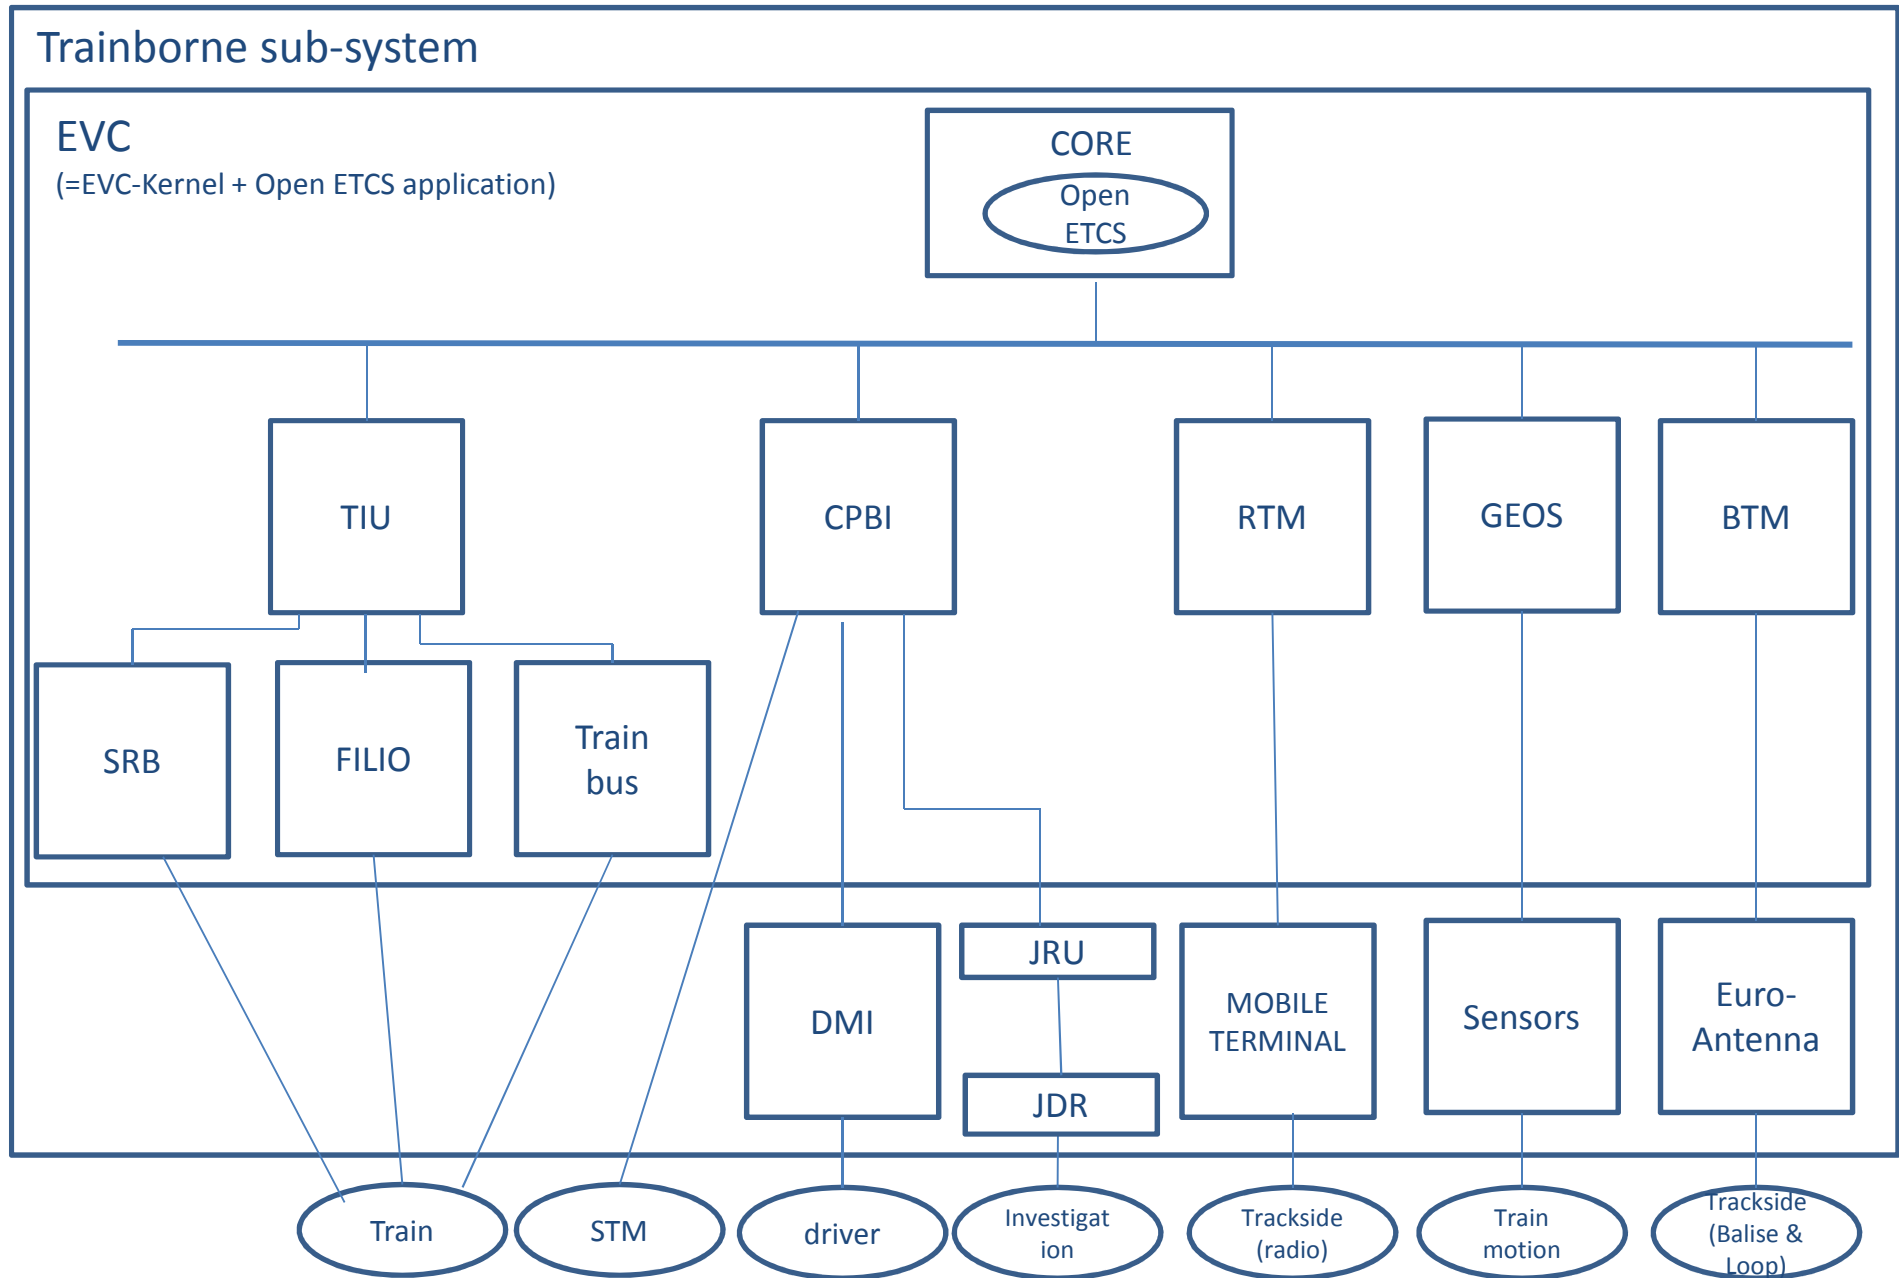 Trainborne sub-system
EVC
(=EVC-Kernel + Open ETCS application)
CORE
Open
ETCS
TIU
CPBI
RTM
GEOS
BTM
SRB
FILIO
Train
bus
DMI
JRU
JDR
MOBILE
TERMINAL
Sensors
Euro-
Antenna
Train
STM
driver
Investigat
ion
Trackside
(radio)
Train
motion
Trackside
(Balise &
Loop)